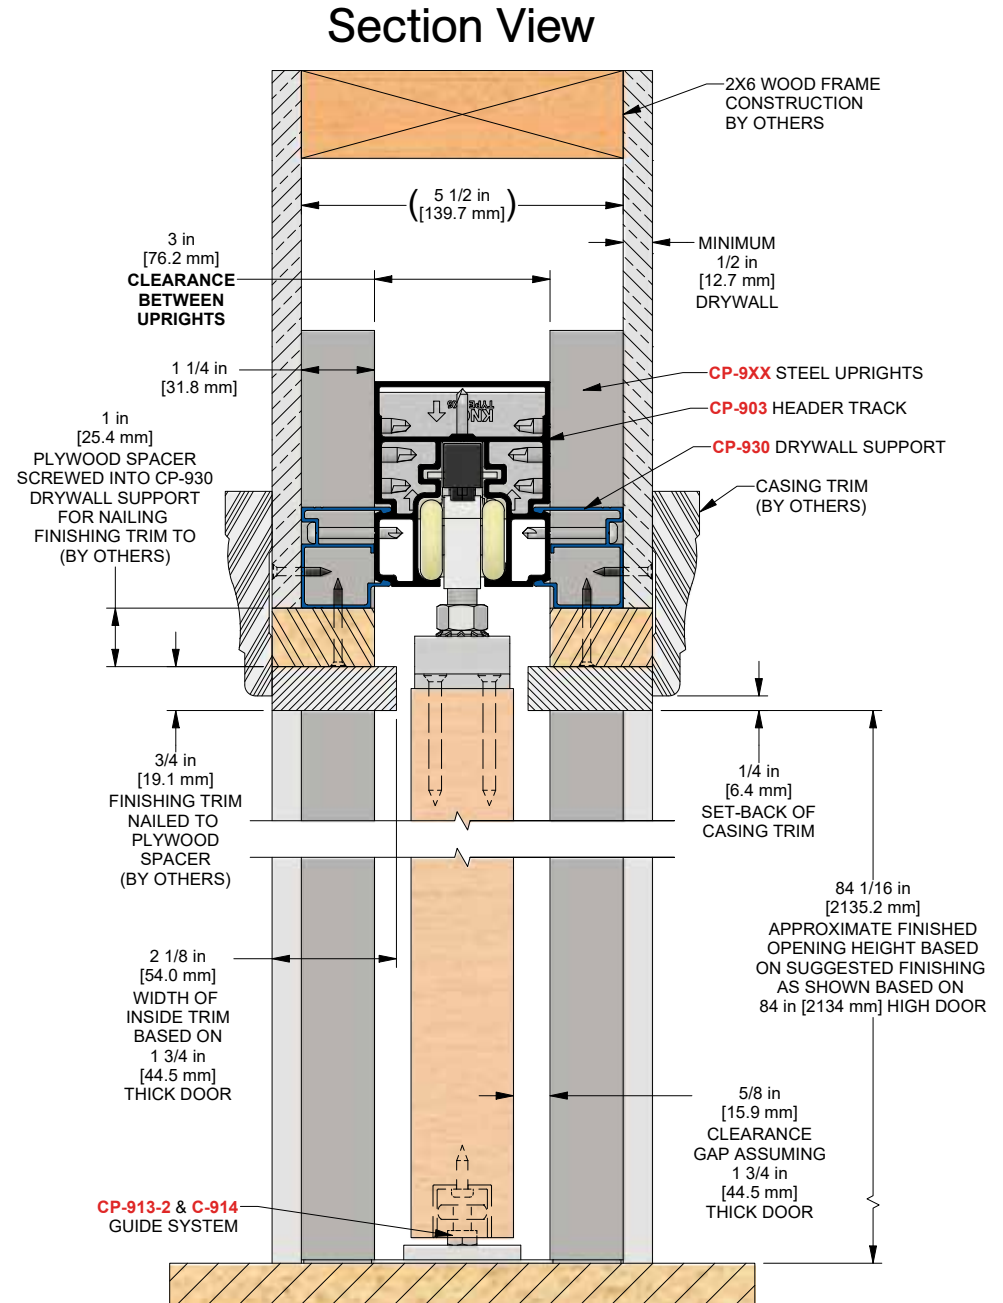 Section View
2X6 WOOD FRAME
CONSTRUCTION
BY OTHERS
( 5 1/2 in )
[139.7 mm]
3 in
[76.2 mm]
CLEARANCE
BETWEEN
UPRIGHTS
MINIMUM
1/2 in
[12.7 mm]
DRYWALL
1 1/4 in
[31.8 mm]
CP-9XX STEEL UPRIGHTS
CP-903 HEADER TRACK
CP-930 DRYWALL SUPPORT
1 in
[25.4 mm]
PLYWOOD SPACER
SCREWED INTO CP-930
DRYWALL SUPPORT
FOR NAILING
FINISHING TRIM TO
(BY OTHERS)
CASING TRIM
(BY OTHERS)
3/4 in
[19.1 mm]
FINISHING TRIM
NAILED TO
PLYWOOD
SPACER
(BY OTHERS)
1/4 in
[6.4 mm]
SET-BACK OF
CASING TRIM
84 1/16 in
[2135.2 mm]
APPROXIMATE FINISHED
OPENING HEIGHT BASED
ON SUGGESTED FINISHING
AS SHOWN BASED ON
84 in [2134 mm] HIGH DOOR
2 1/8 in
[54.0 mm]
WIDTH OF
INSIDE TRIM
BASED ON
1 3/4 in
[44.5 mm]
THICK DOOR
5/8 in
[15.9 mm]
CLEARANCE
GAP ASSUMING
1 3/4 in
[44.5 mm]
THICK DOOR
CP-913-2 & C-914
GUIDE SYSTEM